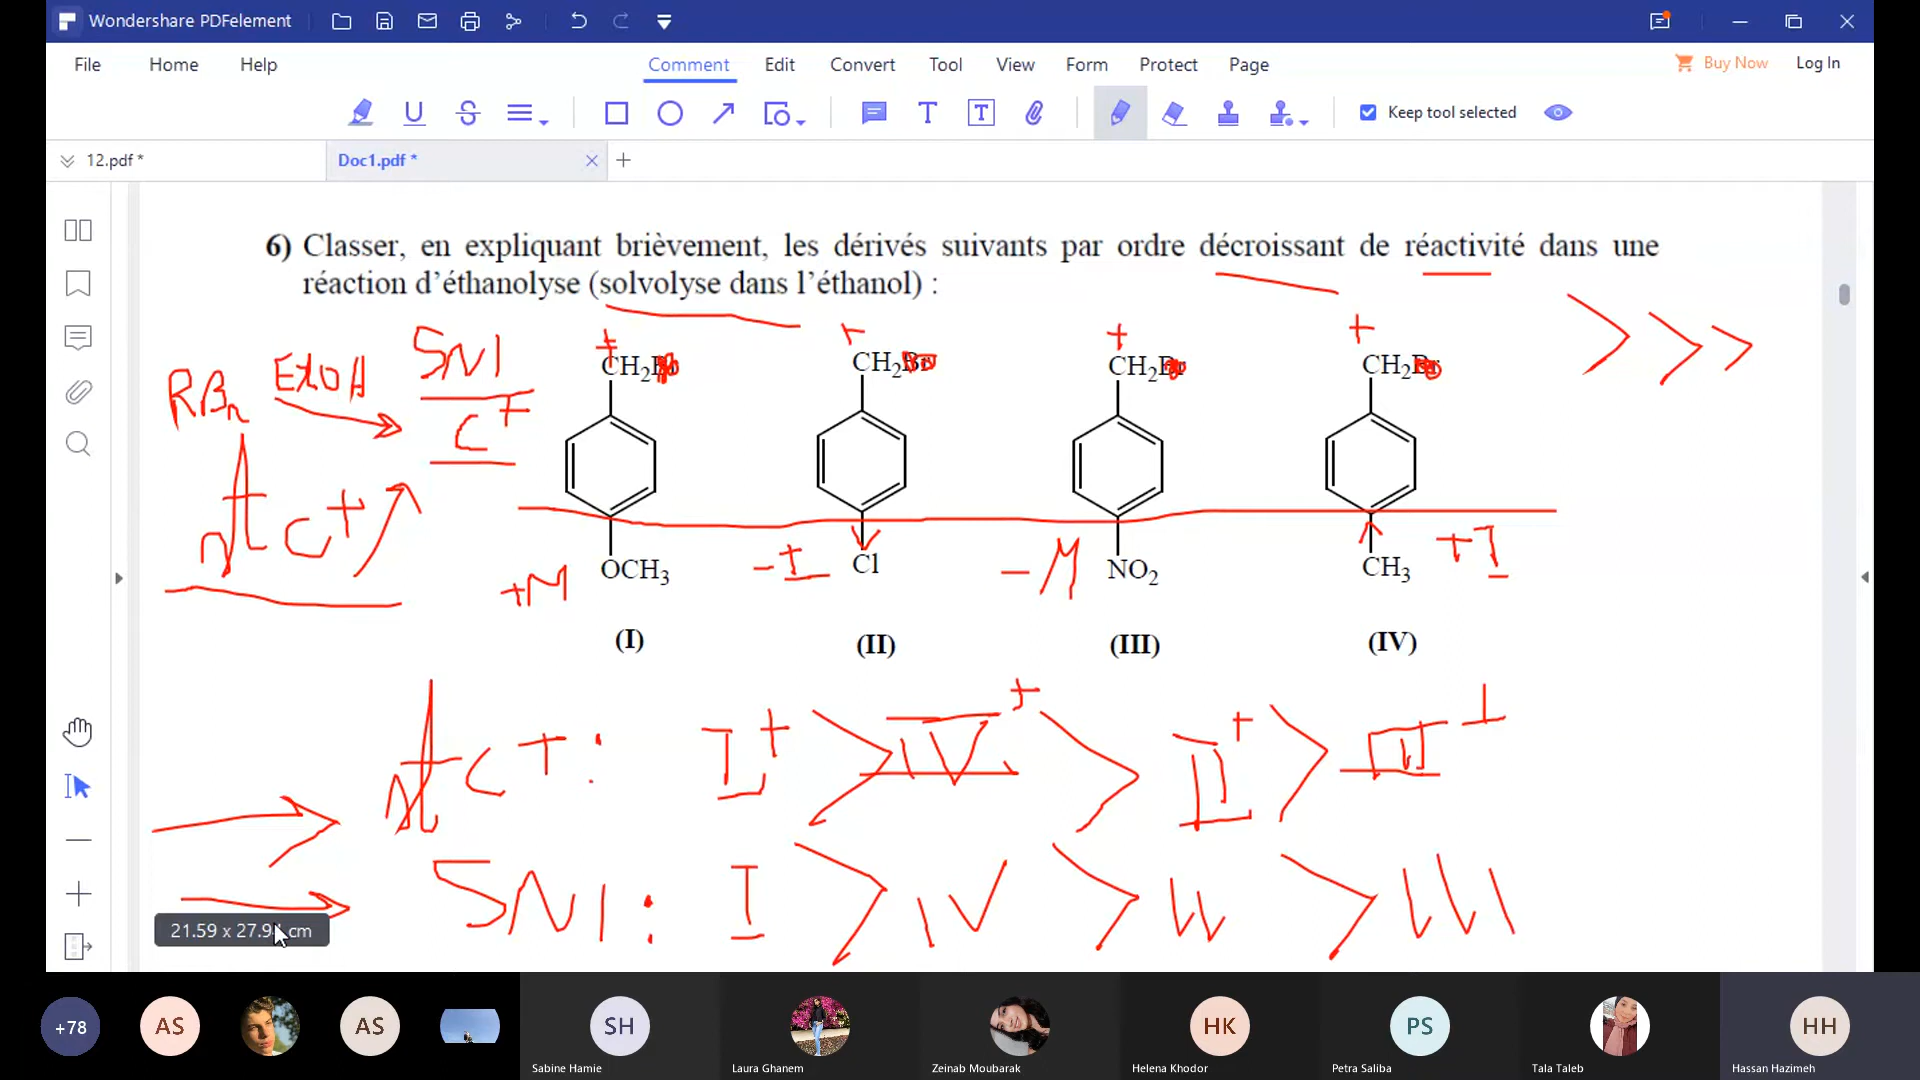 Wondershare PDFelement
File Home Help Comment Edit Convert Tool View Form Protect Page Buy Now Log In
Keep tool selected
12.pdf * Doc1.pdf *
6) Classer, en expliquant brièvement, les dérivés suivants par ordre décroissant de réactivité dans une
réaction d'éthanolyse (solvolyse dans l'éthanol) :
RBr EtOH SN1
C+
+ + + +
CH2Br CH2Br CH2Br CH2Br
> > >
st C+
OCH3 Cl NO2 CH3
+M -I -M +I
(I) (II) (III) (IV)
st C+ : I+ > IV+ > II+ > III+
SN1 : I > IV > II > III
21.59 x 27.94 cm
+78 AS AS SH HK PS HH
Sabine Hamie Laura Ghanem Zeinab Moubarak Helena Khodor Petra Saliba Tala Taleb Hassan Hazimeh